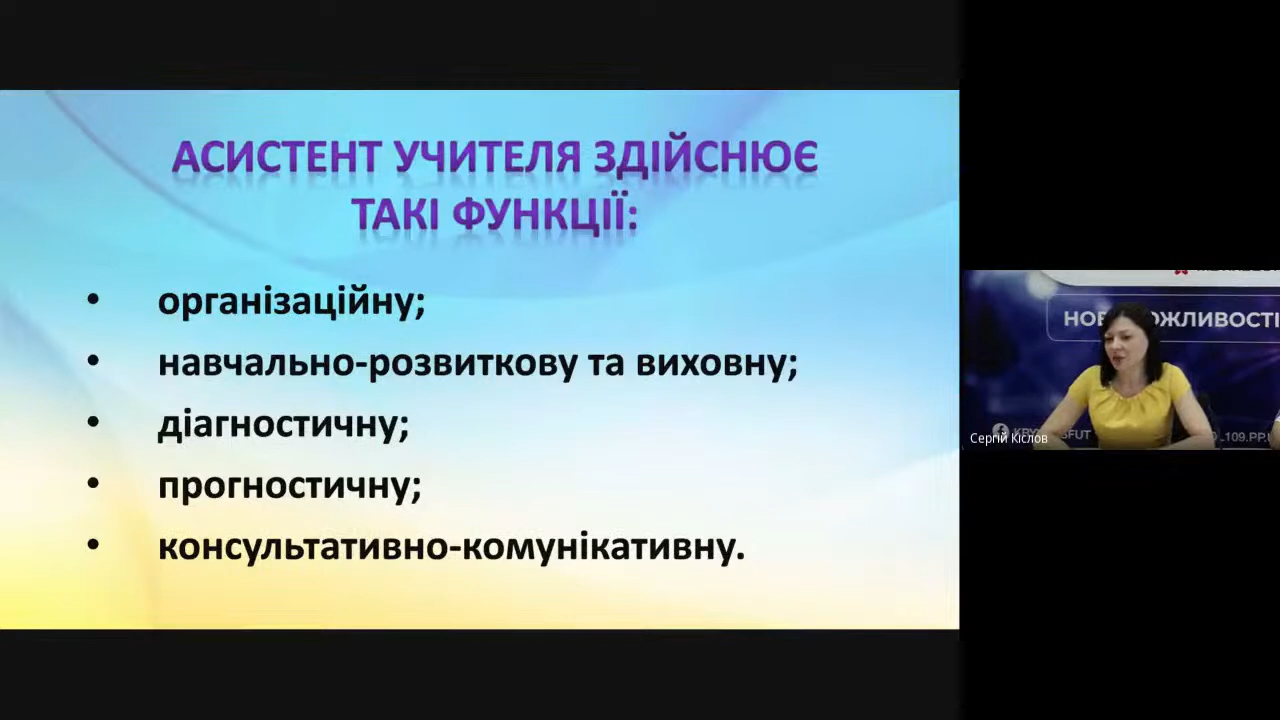 АСИСТЕНТ УЧИТЕЛЯ ЗДІЙСНЮЄ
ТАКІ ФУНКЦІЇ:
• організаційну;
• навчально-розвиткову та виховну;
• діагностичну;
• прогностичну;
• консультативно-комунікативну.
Сергій Кіслов